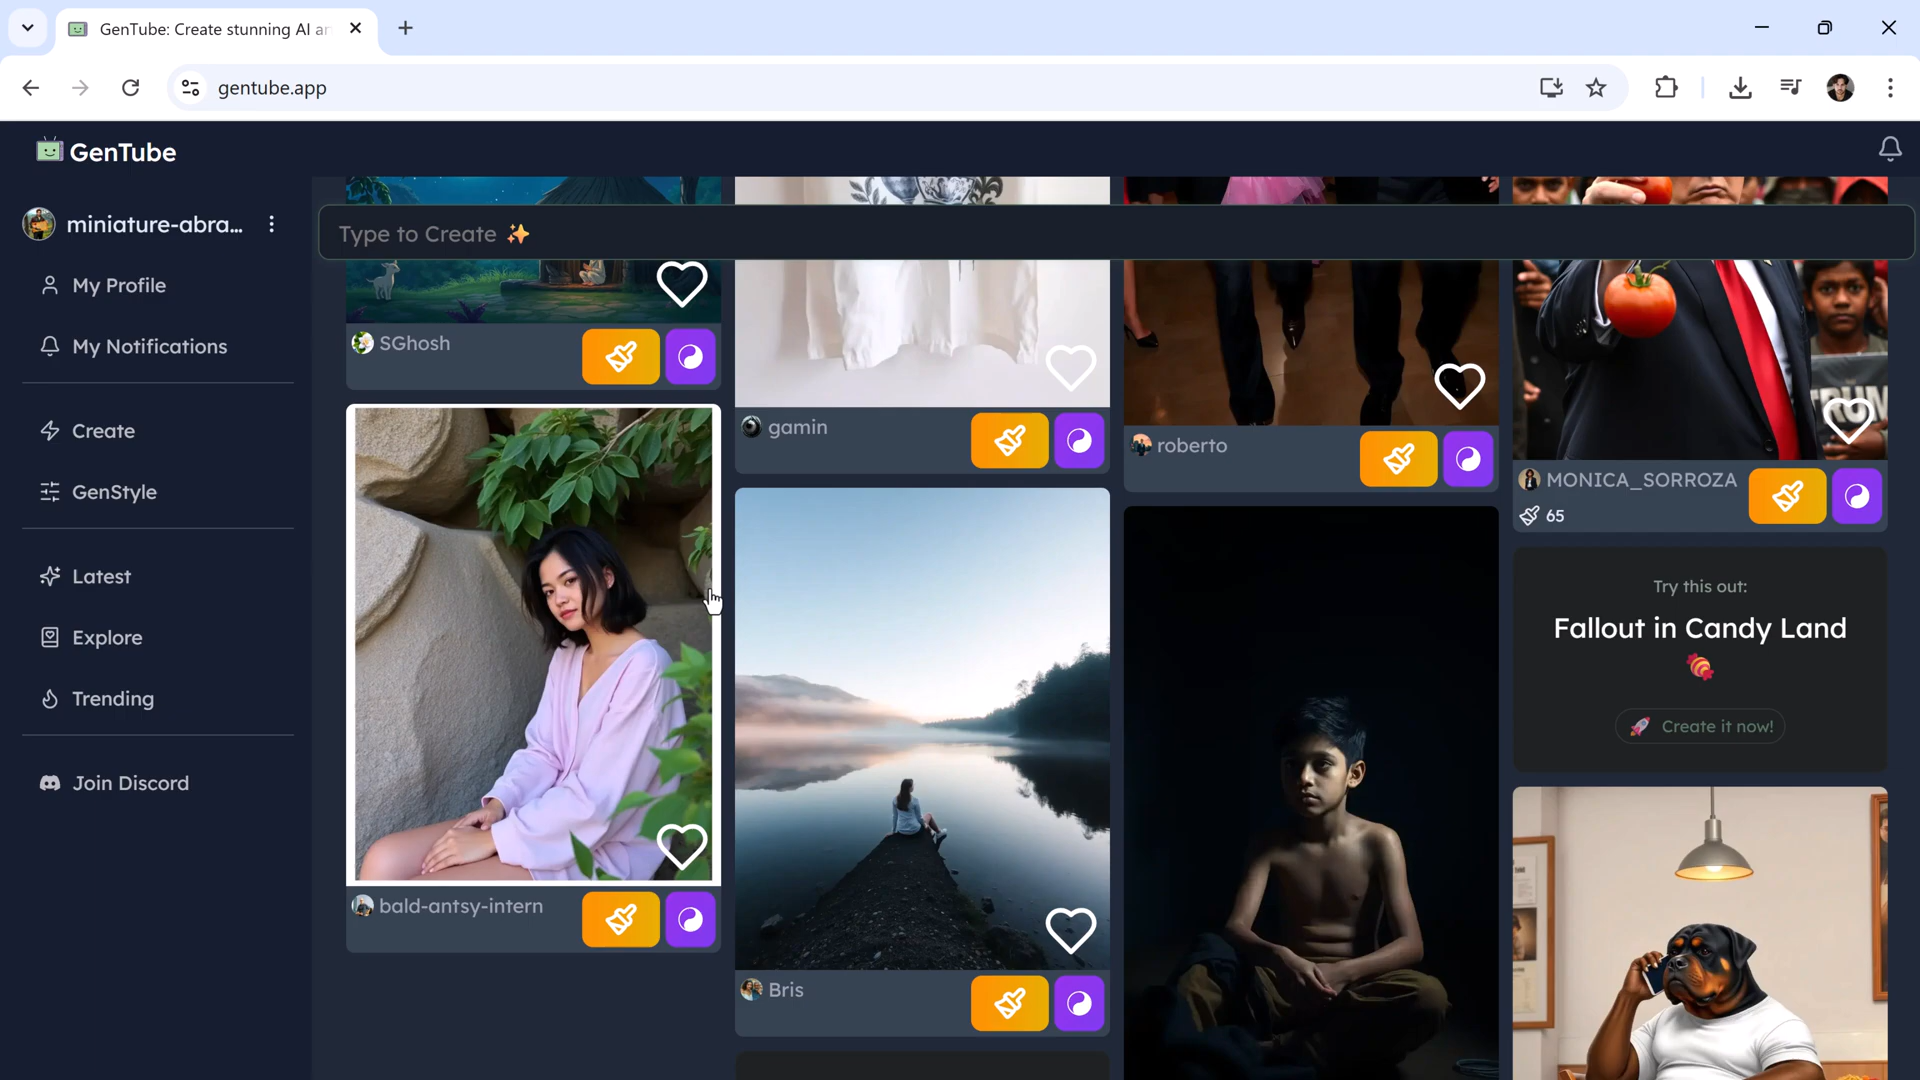 GenTube: Create stunning AI ar
gentube.app
GenTube
miniature-abra...
My Profile
My Notifications
Create
GenStyle
Latest
Explore
Trending
Join Discord
Type to Create ✨
SGhosh
bald-antsy-intern
gamin
Bris
roberto
TRUM
MONICA_SORROZA
65
Try this out:
Fallout in Candy Land
🍬
🚀 Create it now!